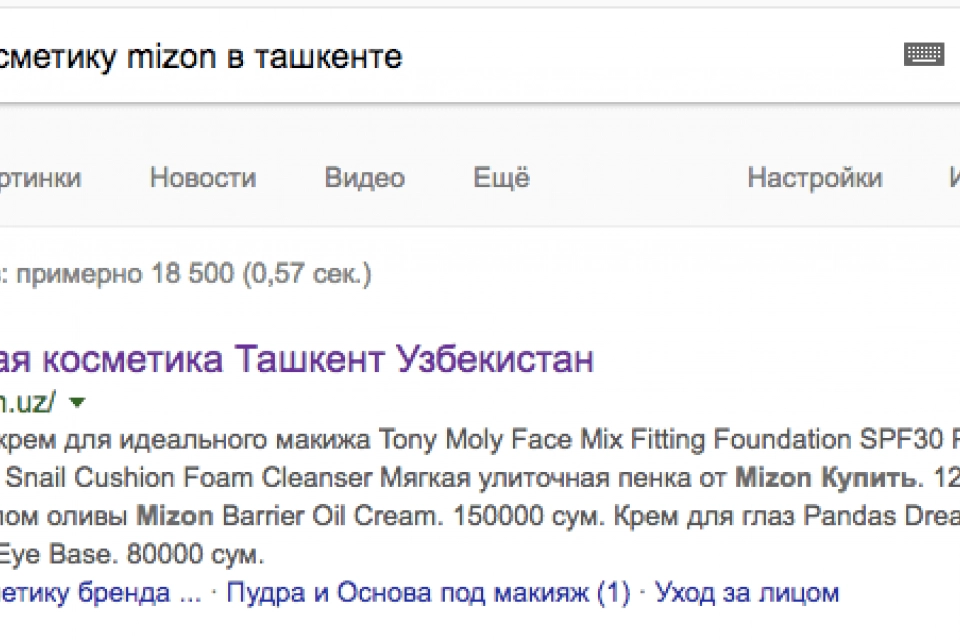 сметику mizon в ташкенте
ртинки Новости Видео Ещё Настройки И
: примерно 18 500 (0,57 сек.)
ая косметика Ташкент Узбекистан
n.uz/
крем для идеального макижа Tony Moly Face Mix Fitting Foundation SPF30 P
Snail Cushion Foam Cleanser Мягкая улиточная пенка от Mizon Купить. 12
лом оливы Mizon Barrier Oil Cream. 150000 сум. Крем для глаз Pandas Drea
Eye Base. 80000 сум.
метику бренда ... · Пудра и Основа под макияж (1) · Уход за лицом